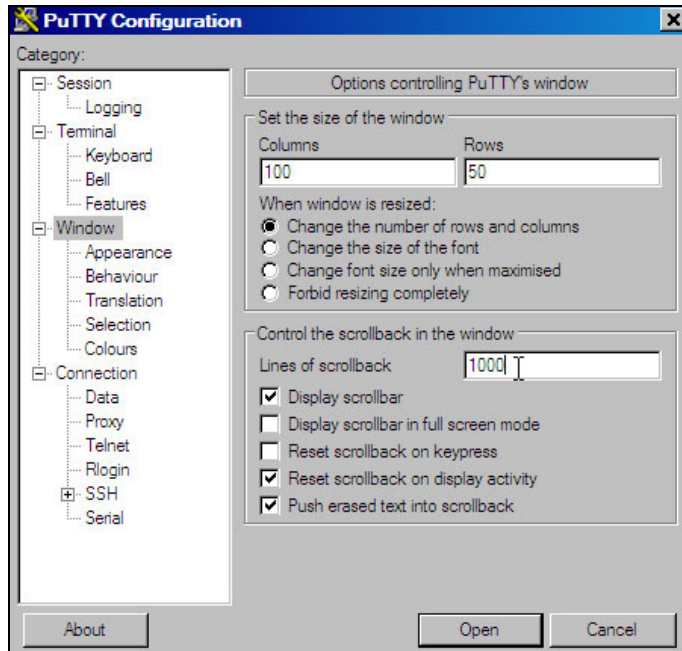 PuTTY Configuration
Category:
Session
Logging
Terminal
Keyboard
Bell
Features
Window
Appearance
Behaviour
Translation
Selection
Colours
Connection
Data
Proxy
Telnet
Rlogin
SSH
Serial
Options controlling PuTTY's window
Set the size of the window
Columns Rows
100 50
When window is resized:
Change the number of rows and columns
Change the size of the font
Change font size only when maximised
Forbid resizing completely
Control the scrollback in the window
Lines of scrollback 1000
Display scrollbar
Display scrollbar in full screen mode
Reset scrollback on keypress
Reset scrollback on display activity
Push erased text into scrollback
About Open Cancel